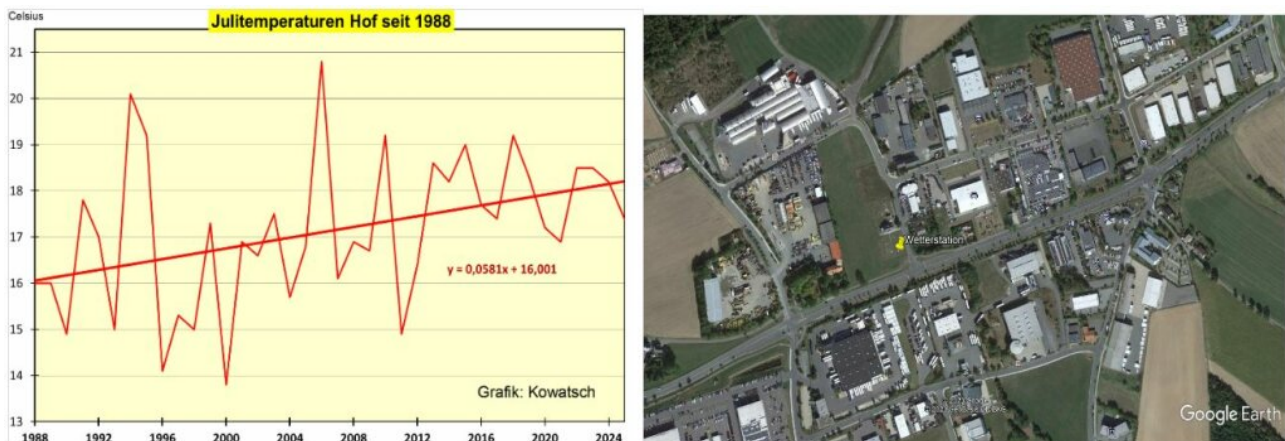 Celsius
Julitemperaturen Hof seit 1988
21
20
19
18
17
16
15
14
13
y = 0,0581x + 16,001
Grafik: Kowatsch
1988 1992 1996 2000 2004 2008 2012 2016 2020 2024
Wetterstation
Google Earth